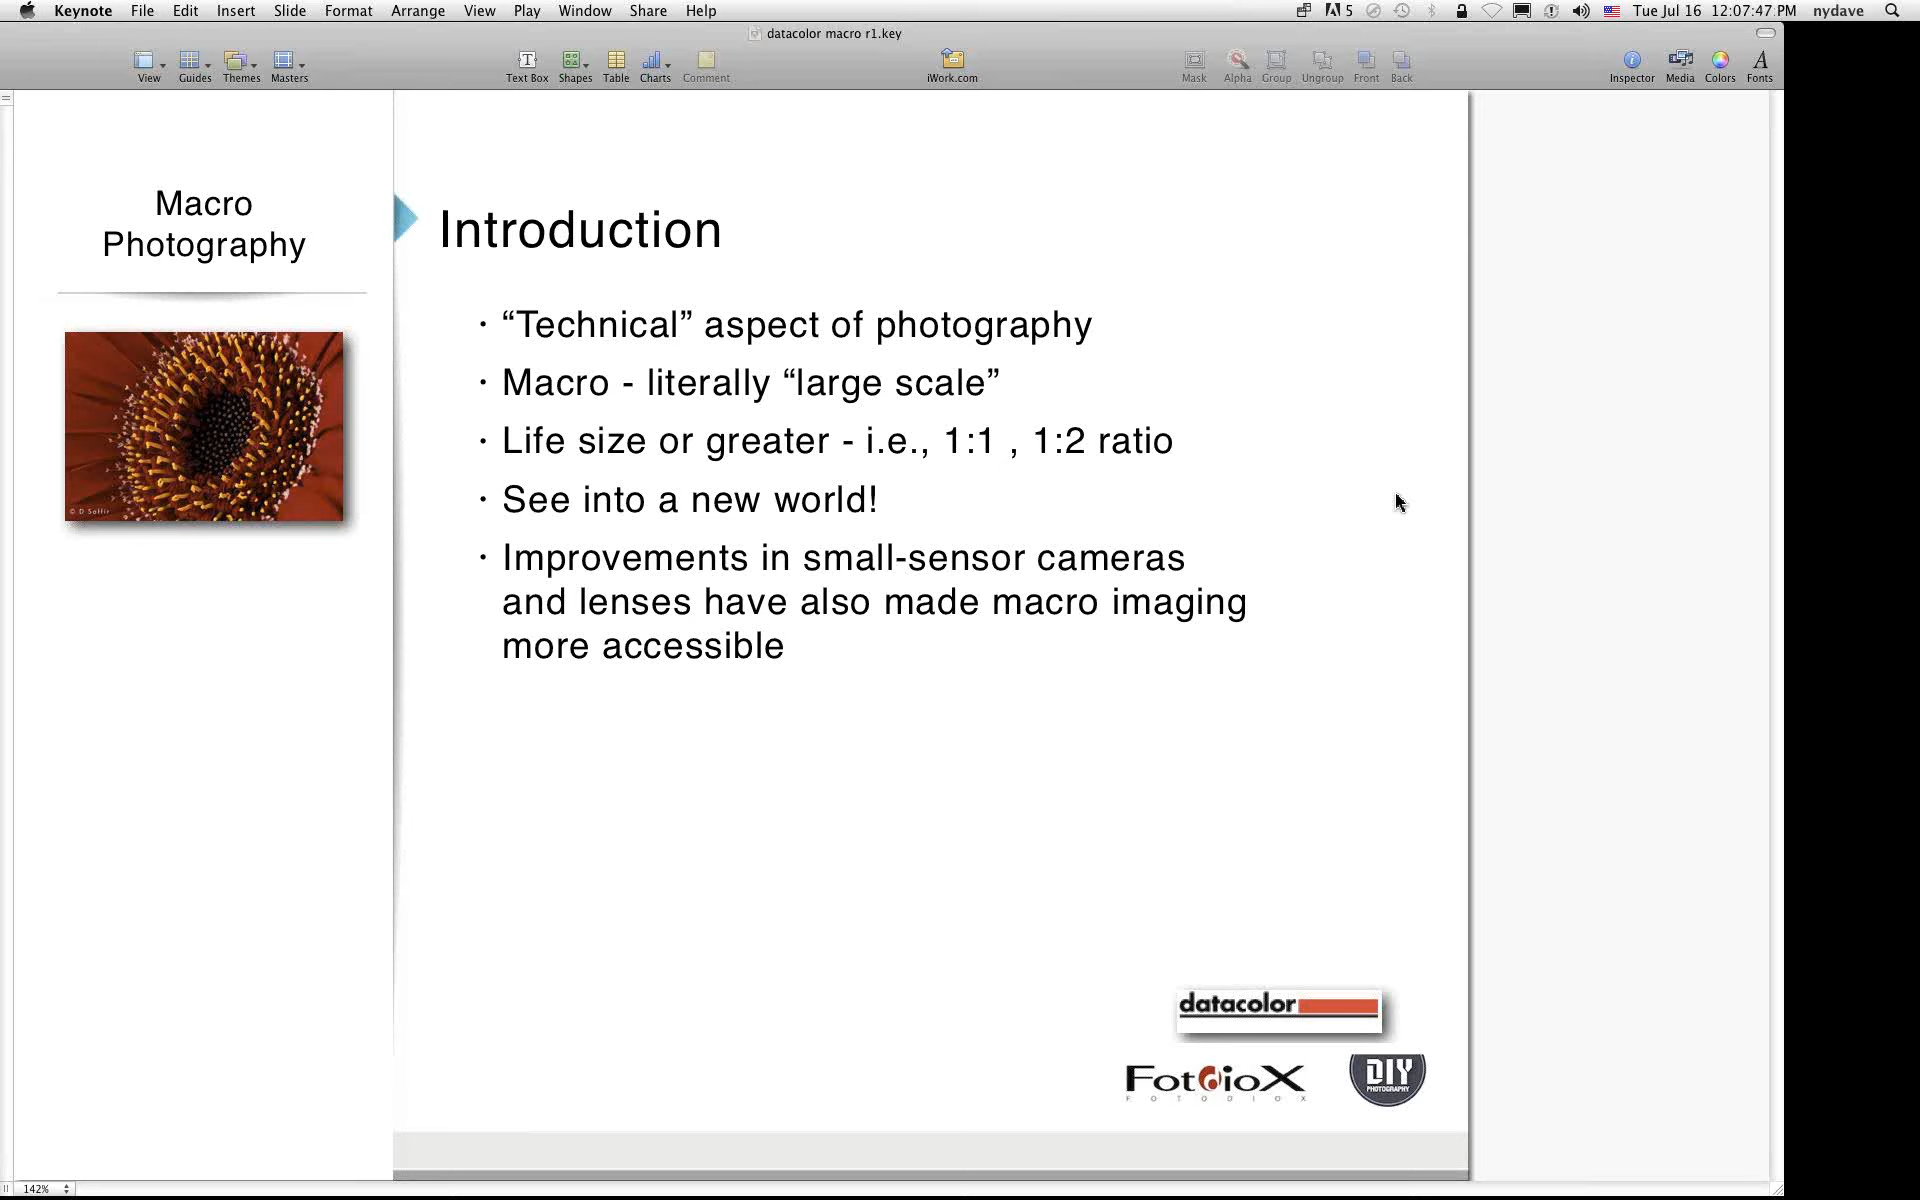 Keynote File Edit Insert Slide Format Arrange View Play Window Share Help 5 Tue Jul 16 12:07:47 PM nydave
datacolor macro r1.key
View Guides Themes Masters Text Box Shapes Table Charts Comment iWork.com Mask Alpha Group Ungroup Front Back Inspector Media Colors Fonts
Macro
Photography
© D Saffir
Introduction
· “Technical” aspect of photography
· Macro - literally “large scale”
· Life size or greater - i.e., 1:1 , 1:2 ratio
· See into a new world!
· Improvements in small-sensor cameras
and lenses have also made macro imaging
more accessible
datacolor
FotodioX
FOTODIOX
DIY
PHOTOGRAPHY
142%